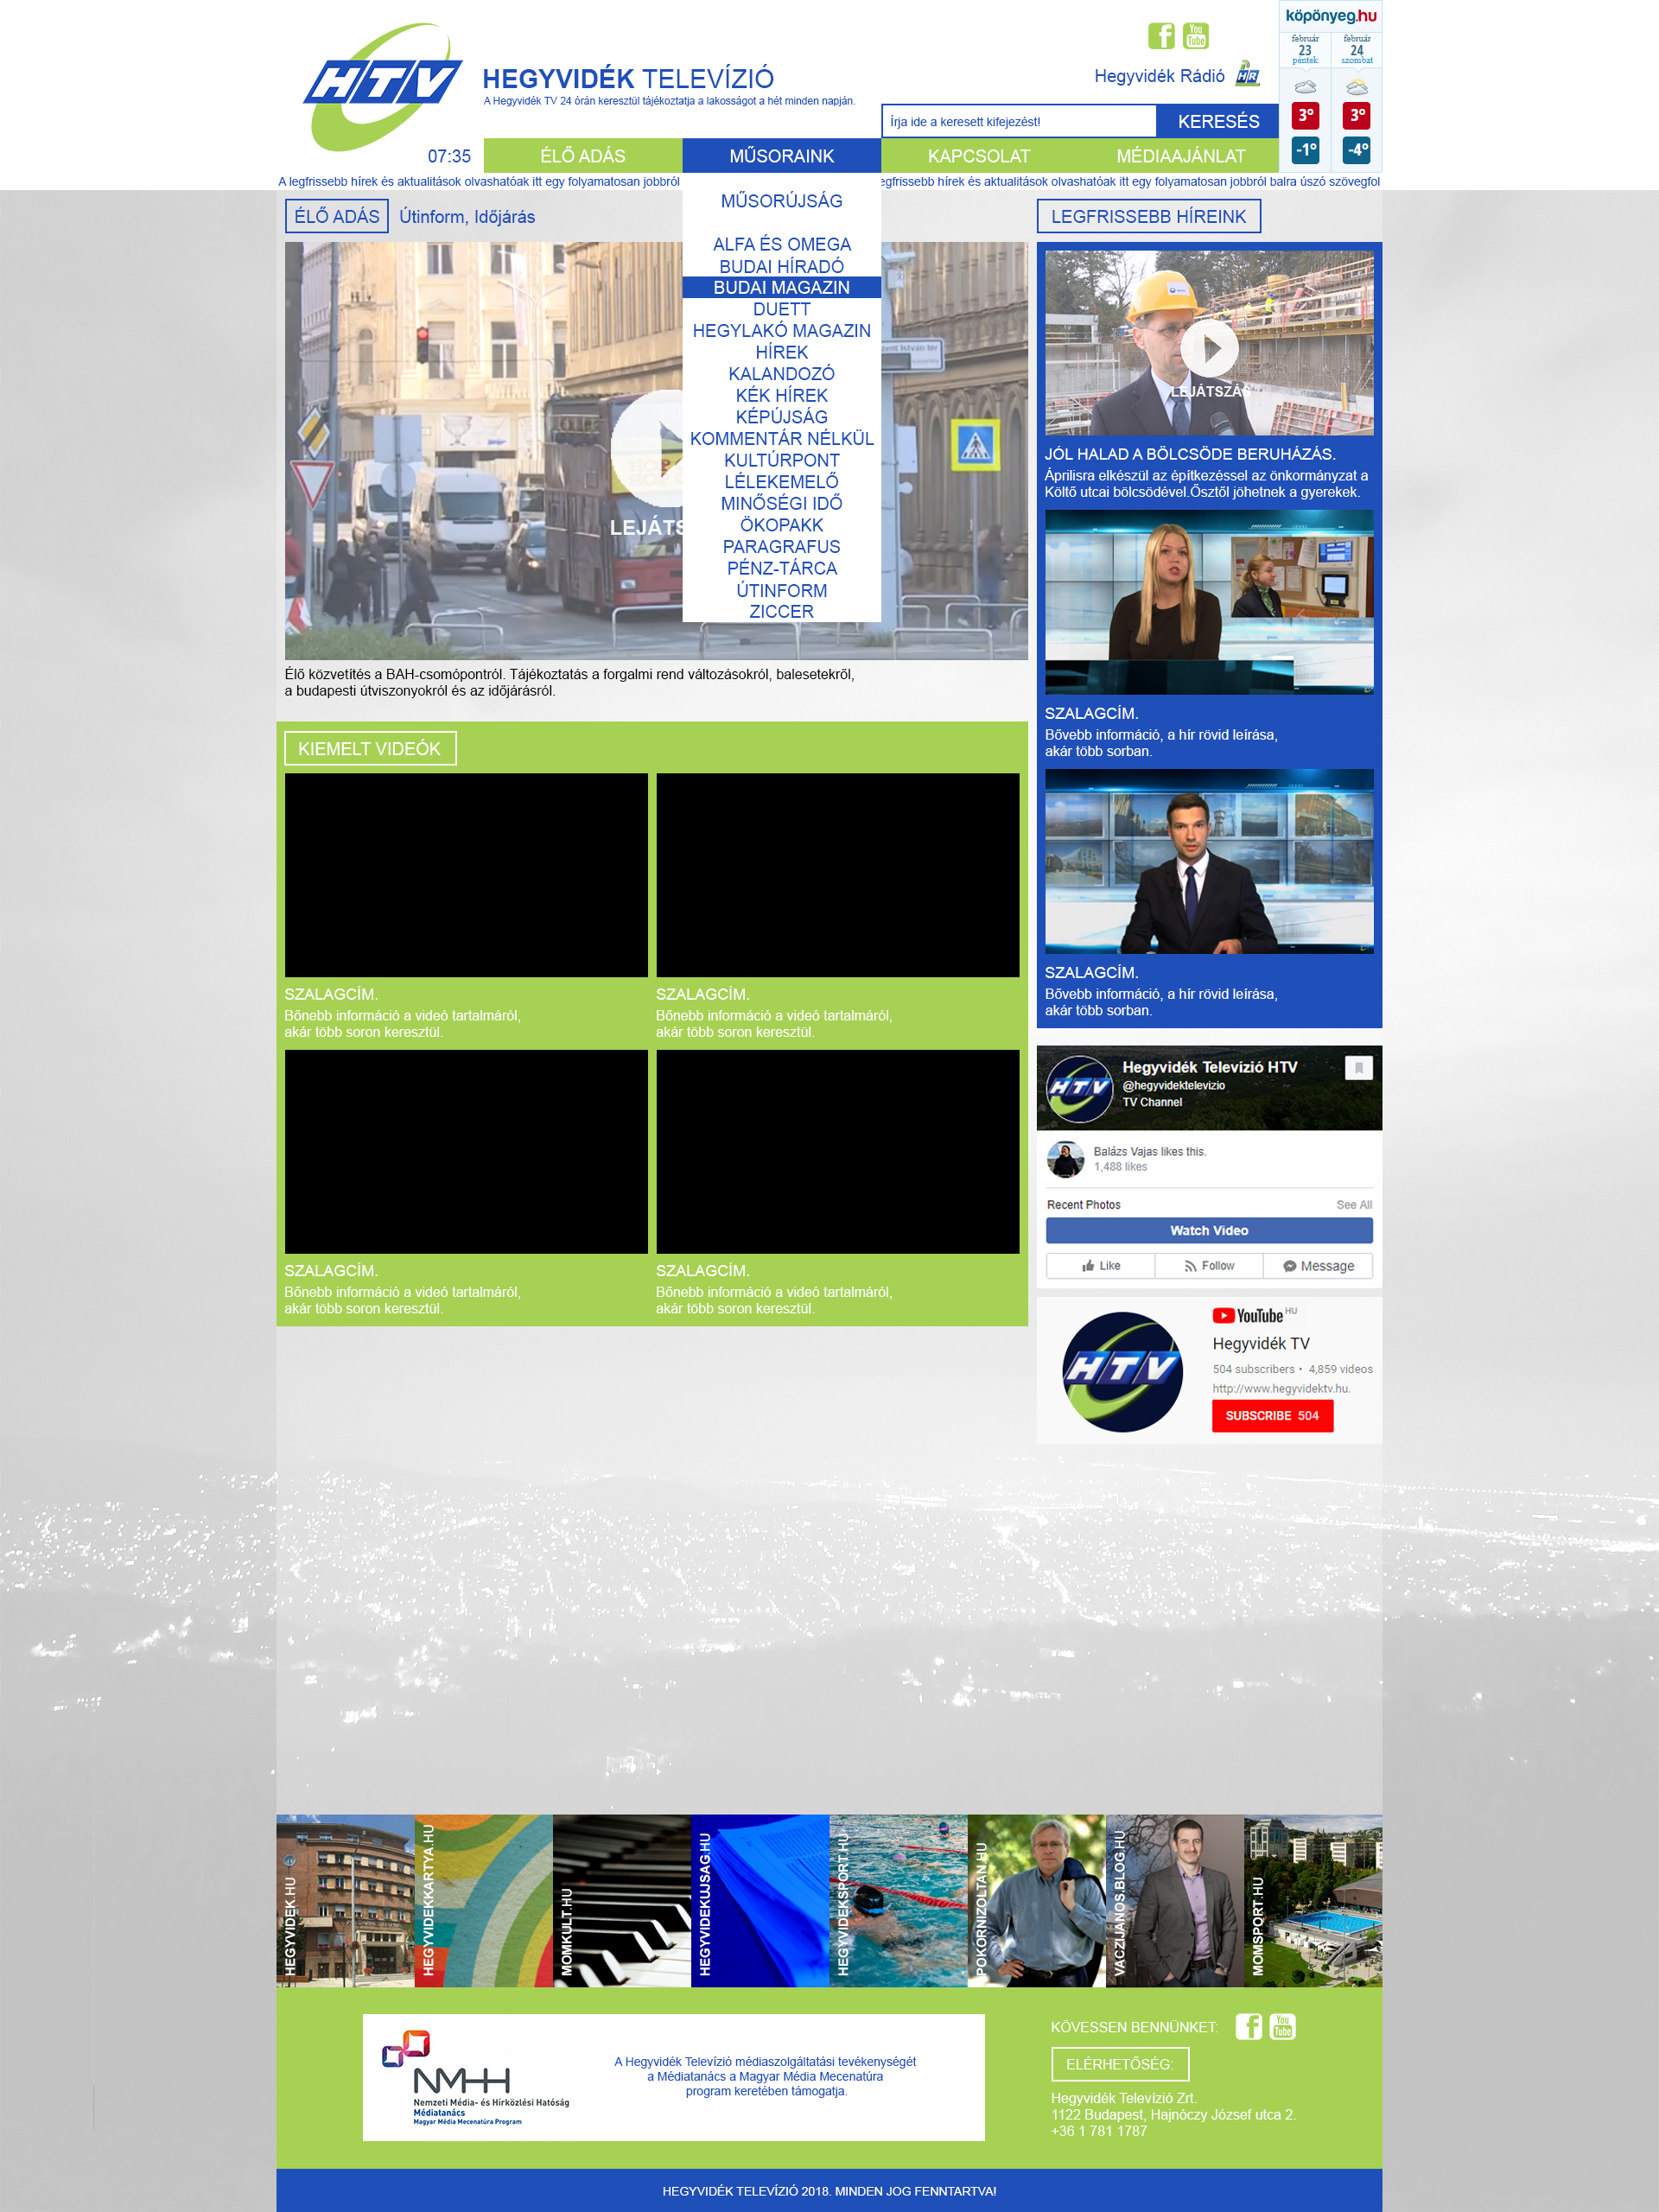 HTV
HEGYVIDÉK TELEVÍZIÓ
A Hegyvidék TV 24 órán keresztül tájékoztatja a lakosságot a hét minden napján.
You Tube
Hegyvidék Rádió
HR
köpönyeg.hu
február
23
péntek
3°
-1°
február
24
szombat
3°
-4°
Írja ide a keresett kifejezést!
KERESÉS
07:35
ÉLŐ ADÁS
MŰSORAINK
KAPCSOLAT
MÉDIAAJÁNLAT
A legfrissebb hírek és aktualitások olvashatóak itt egy folyamatosan jobbról
egfrissebb hírek és aktualitások olvashatóak itt egy folyamatosan jobbról balra úszó szövegfol
ÉLŐ ADÁS
Útinform, Időjárás
MŰSORÚJSÁG
ALFA ÉS OMEGA
BUDAI HÍRADÓ
BUDAI MAGAZIN
DUETT
HEGYLAKÓ MAGAZIN
HÍREK
KALANDOZÓ
KÉK HÍREK
KÉPÚJSÁG
KOMMENTÁR NÉLKÜL
KULTÚRPONT
LÉLEKEMELŐ
MINŐSÉGI IDŐ
ÖKOPAKK
PARAGRAFUS
PÉNZ-TÁRCA
ÚTINFORM
ZICCER
zent István tér
LEJÁTS
Élő közvetítés a BAH-csomópontról. Tájékoztatás a forgalmi rend változásokról, balesetekről,
a budapesti útviszonyokról és az időjárásról.
LEGFRISSEBB HÍREINK
LEJÁTSZÁS
JÓL HALAD A BÖLCSÖDE BERUHÁZÁS.
Áprilisra elkészül az építkezéssel az önkormányzat a
Költő utcai bölcsödével.Ősztől jöhetnek a gyerekek.
SZALAGCÍM.
Bővebb információ, a hír rövid leírása,
akár több sorban.
SZALAGCÍM.
Bővebb információ, a hír rövid leírása,
akár több sorban.
KIEMELT VIDEÓK
SZALAGCÍM.
Bőnebb információ a videó tartalmáról,
akár több soron keresztül.
SZALAGCÍM.
Bőnebb információ a videó tartalmáról,
akár több soron keresztül.
SZALAGCÍM.
Bőnebb információ a videó tartalmáról,
akár több soron keresztül.
SZALAGCÍM.
Bőnebb információ a videó tartalmáról,
akár több soron keresztül.
HTV
Hegyvidék Televízió HTV
@hegyvidektelevizio
TV Channel
Balázs Vajas likes this.
1,488 likes
Recent Photos
See All
Watch Video
Like
Follow
Message
HTV
YouTube HU
Hegyvidék TV
504 subscribers • 4,859 videos
http://www.hegyvidektv.hu.
SUBSCRIBE 504
HEGYVIDEK.HU
HEGYVIDEKKARTYA.HU
MOMKULT.HU
HEGYVIDEKUJSAG.HU
HEGYVIDEKSPORT.HU
POKORNIZOLTAN.HU
VACZIJANOS.BLOG.HU
MOMSPORT.HU
NMHH
Nemzeti Média- és Hírközlési Hatóság
Médiatanács
Magyar Média Mecenatúra Program
A Hegyvidék Televízió médiaszolgáltatási tevékenységét
a Médiatanács a Magyar Média Mecenatúra
program keretében támogatja.
KÖVESSEN BENNÜNKET:
You Tube
ELÉRHETŐSÉG:
Hegyvidék Televízió Zrt.
1122 Budapest, Hajnóczy József utca 2.
+36 1 781 1787
HEGYVIDÉK TELEVÍZIÓ 2018. MINDEN JOG FENNTARTVA!